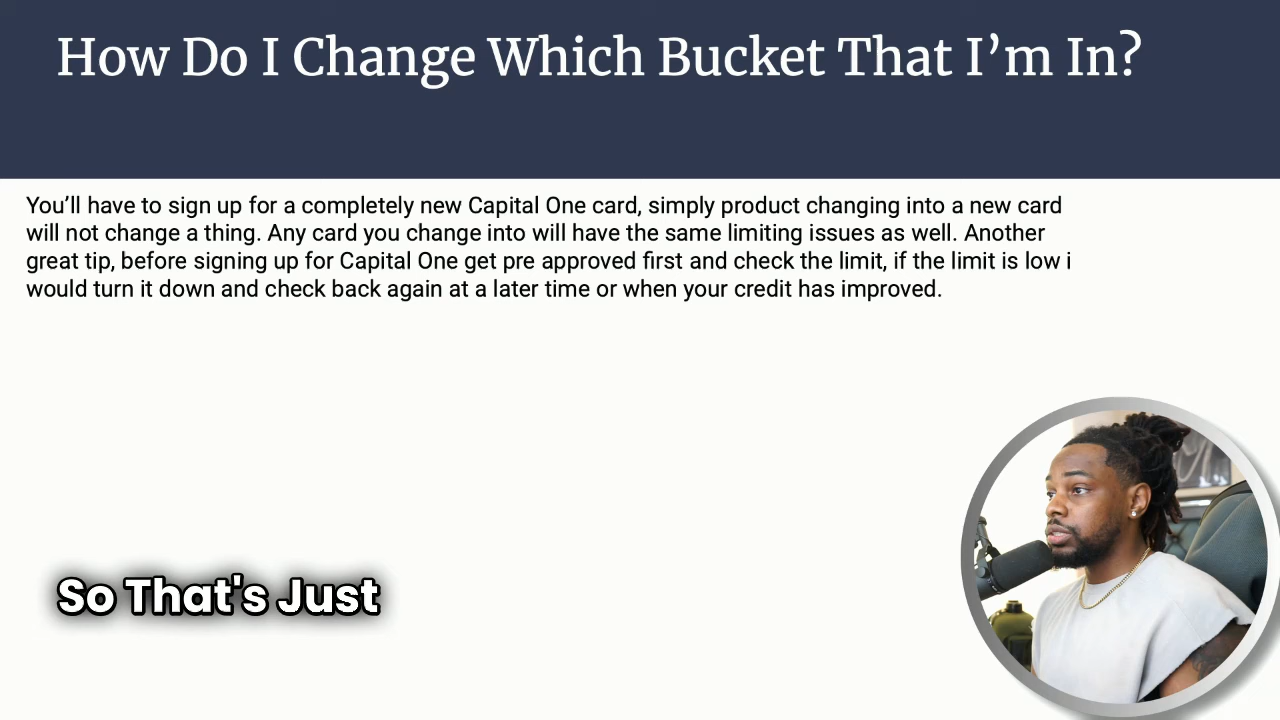 How Do I Change Which Bucket That I’m In?
You’ll have to sign up for a completely new Capital One card, simply product changing into a new card
will not change a thing. Any card you change into will have the same limiting issues as well. Another
great tip, before signing up for Capital One get pre approved first and check the limit, if the limit is low i
would turn it down and check back again at a later time or when your credit has improved.
So That's Just